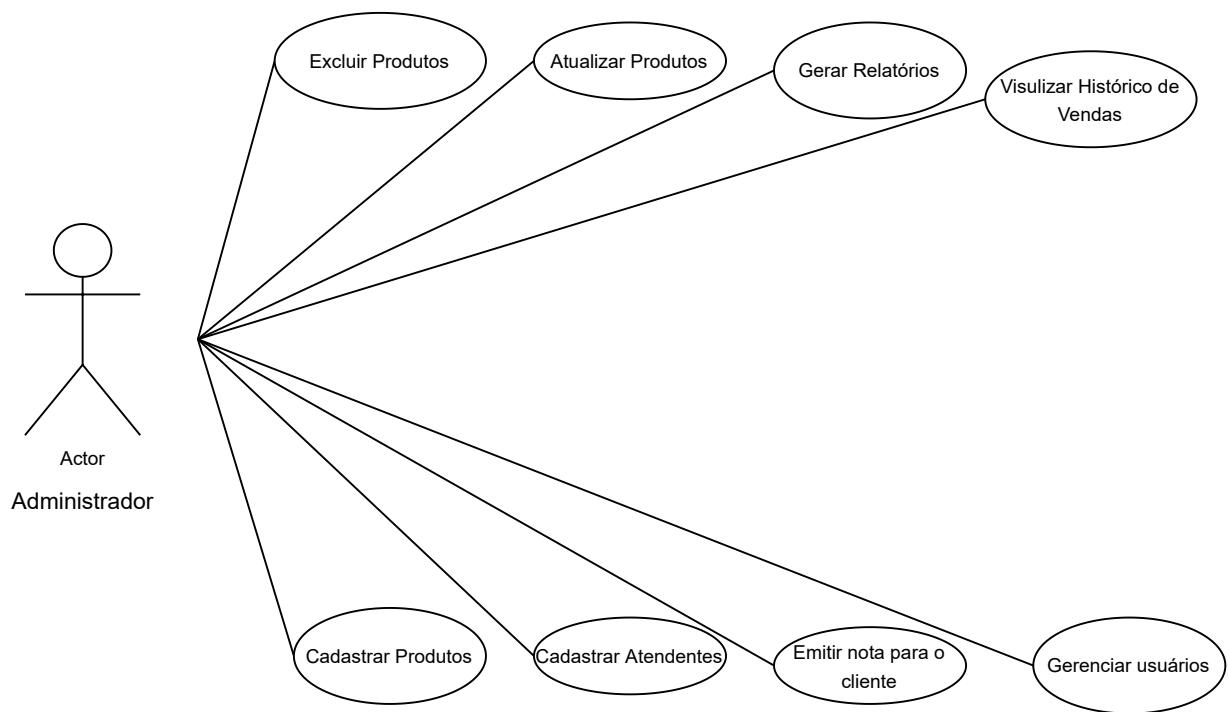 Excluir Produtos
Atualizar Produtos
Gerar Relatórios
Visulizar Histórico de
Vendas
Actor
Administrador
Cadastrar Produtos
Cadastrar Atendentes
Emitir nota para o
cliente
Gerenciar usuários